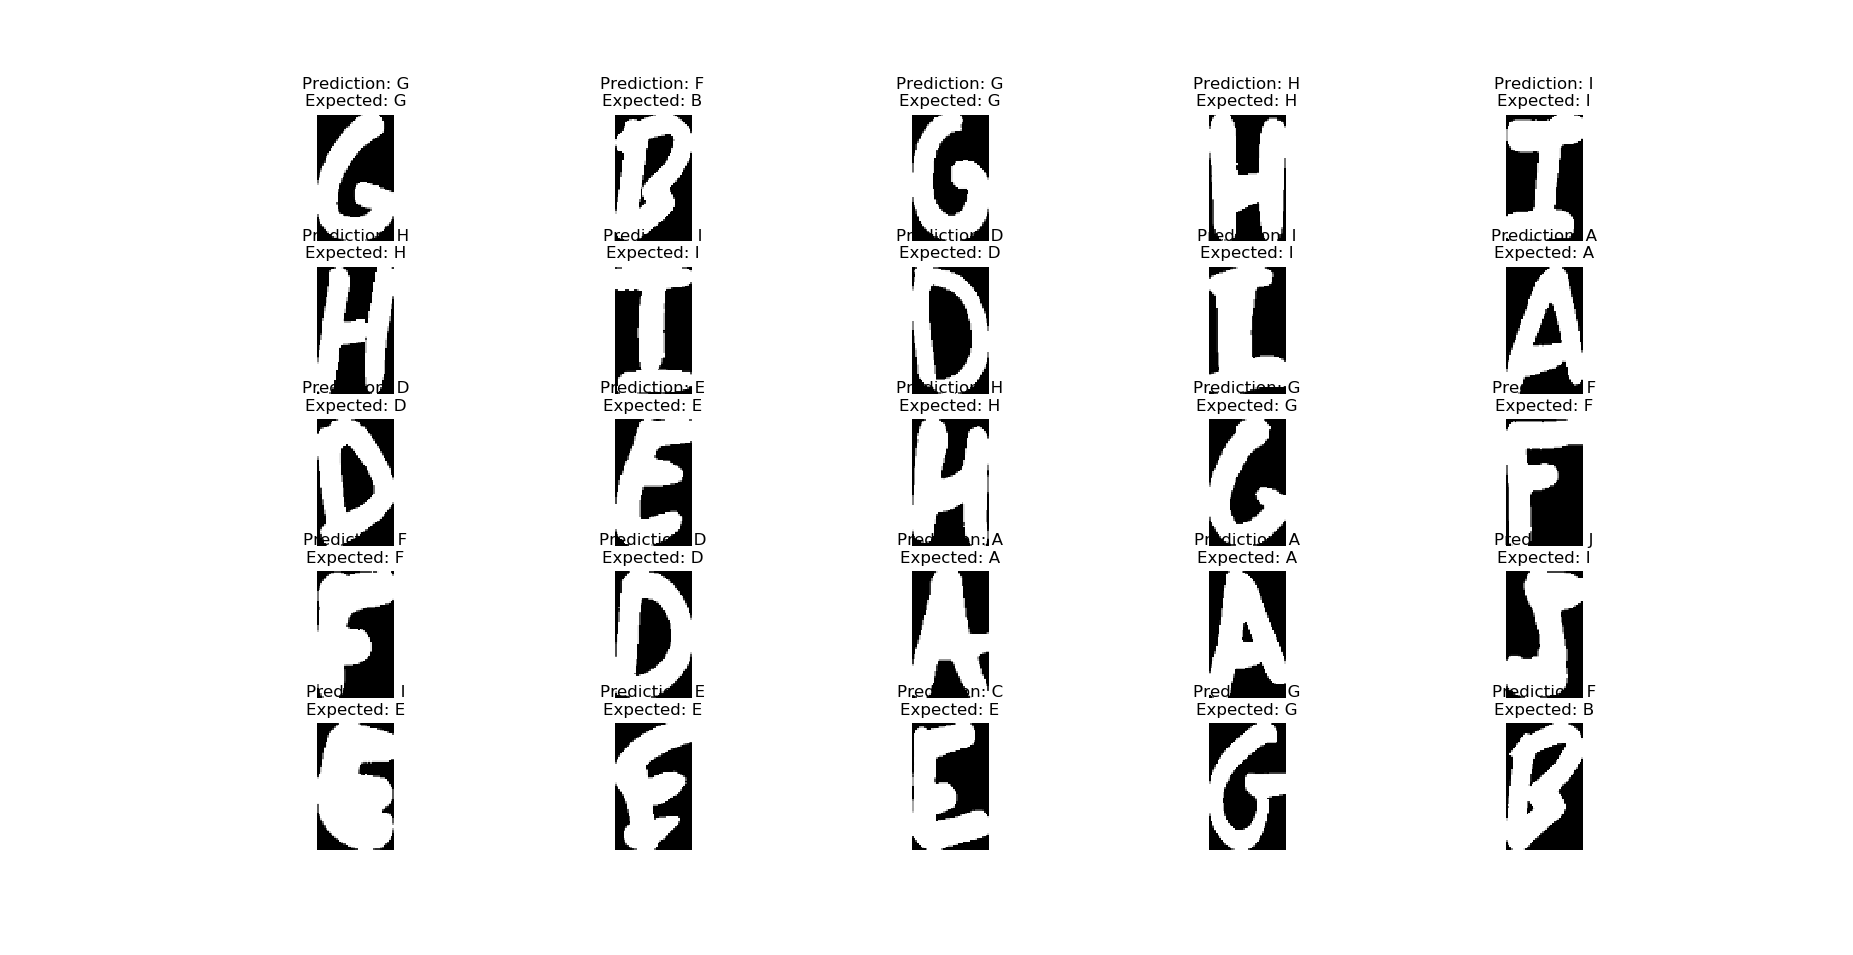 Prediction: G Prediction: F Prediction: G Prediction: H Prediction: I
Expected: G Expected: B Expected: G Expected: H Expected: I
G B G H I
Prediction: H Prediction: I Prediction: D Prediction: I Prediction: A
Expected: H Expected: I Expected: D Expected: I Expected: A
H I D I A
Prediction: D Prediction: E Prediction: H Prediction: G Prediction: F
Expected: D Expected: E Expected: H Expected: G Expected: F
D E H G F
Prediction: F Prediction: D Prediction: A Prediction: A Prediction: J
Expected: F Expected: D Expected: A Expected: A Expected: I
F D A A I
Prediction: I Prediction: E Prediction: C Prediction: G Prediction: F
Expected: E Expected: E Expected: E Expected: G Expected: B
E E E G B